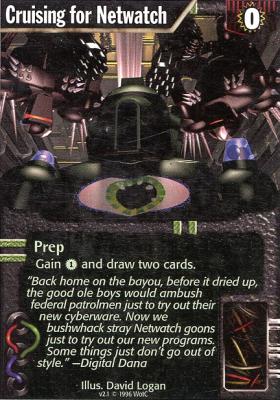 Cruising for Netwatch
0
Prep
Gain 1 and draw two cards.
"Back home on the bayou, before it dried up,
the good ole boys would ambush
federal patrolmen just to try out their
new cyberware. Now we
bushwhack stray Netwatch goons
just to try out our new programs.
Some things just don't go out of
style." —Digital Dana
Illus. David Logan
v2.1 © 1996 WotC